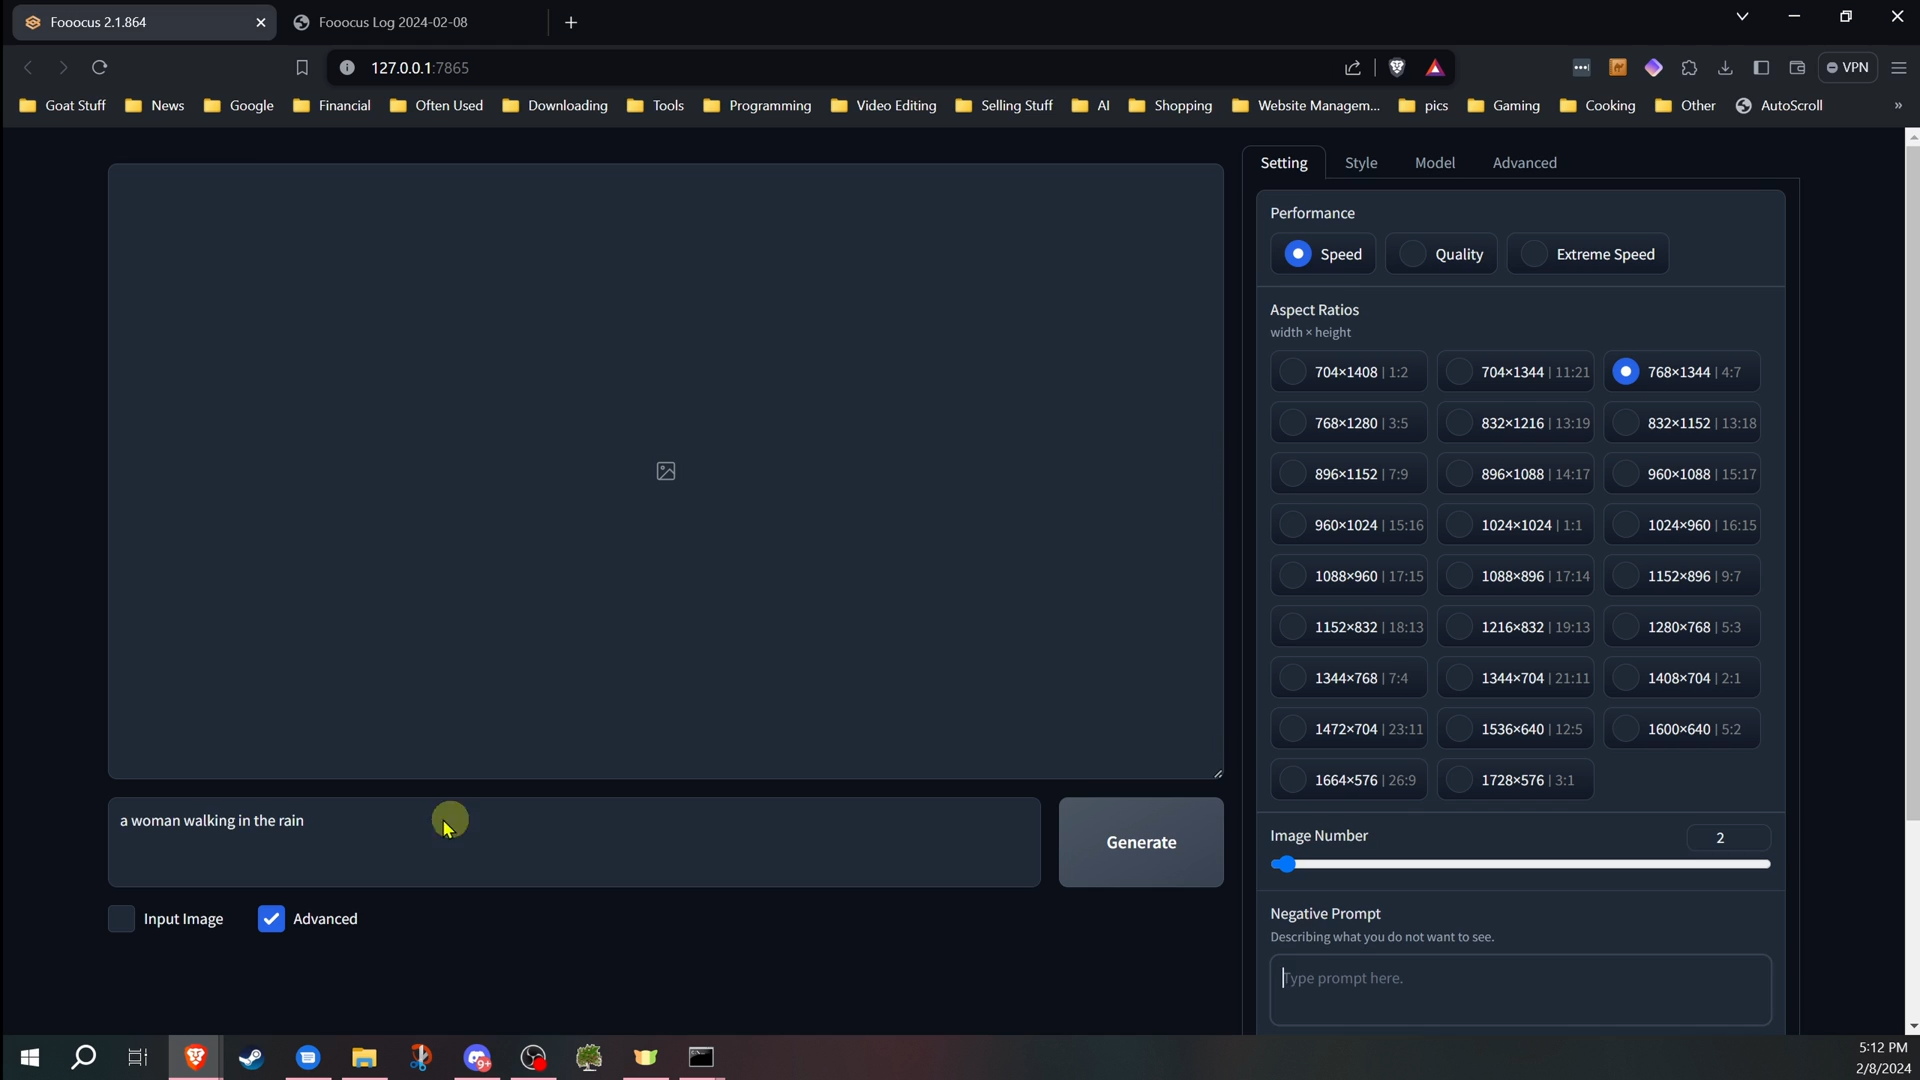 Fooocus 2.1.864
Fooocus Log 2024-02-08
127.0.0.1:7865
VPN
Goat Stuff
News
Google
Financial
Often Used
Downloading
Tools
Programming
Video Editing
Selling Stuff
AI
Shopping
Website Managem...
pics
Gaming
Cooking
Other
AutoScroll
»
Setting
Style
Model
Advanced
Performance
Speed
Quality
Extreme Speed
Aspect Ratios
width × height
704×1408 | 1:2
704×1344 | 11:21
768×1344 | 4:7
768×1280 | 3:5
832×1216 | 13:19
832×1152 | 13:18
896×1152 | 7:9
896×1088 | 14:17
960×1088 | 15:17
960×1024 | 15:16
1024×1024 | 1:1
1024×960 | 16:15
1088×960 | 17:15
1088×896 | 17:14
1152×896 | 9:7
1152×832 | 18:13
1216×832 | 19:13
1280×768 | 5:3
1344×768 | 7:4
1344×704 | 21:11
1408×704 | 2:1
1472×704 | 23:11
1536×640 | 12:5
1600×640 | 5:2
1664×576 | 26:9
1728×576 | 3:1
a woman walking in the rain
Generate
Input Image
Advanced
Image Number
2
Negative Prompt
Describing what you do not want to see.
Type prompt here.
9+
5:12 PM
2/8/2024